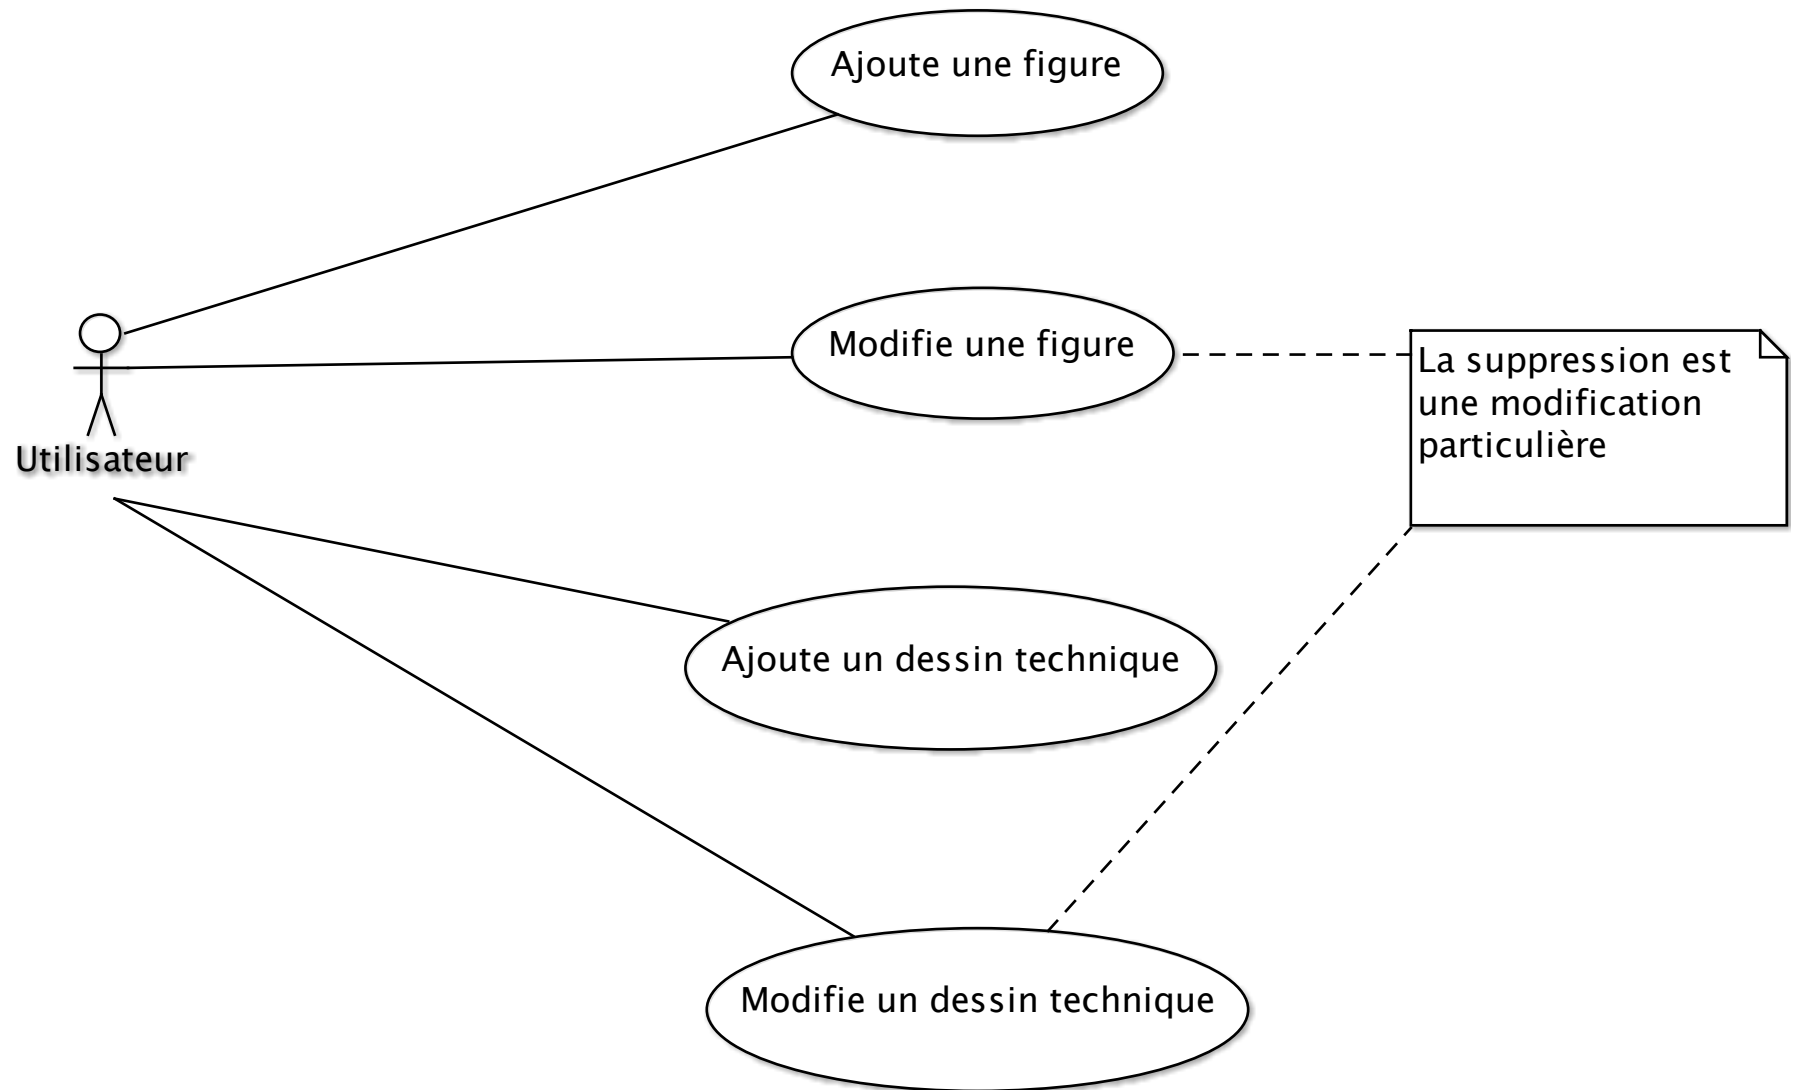 Ajoute une figure
Modifie une figure
La suppression est
une modification
particulière
Utilisateur
Ajoute un dessin technique
Modifie un dessin technique